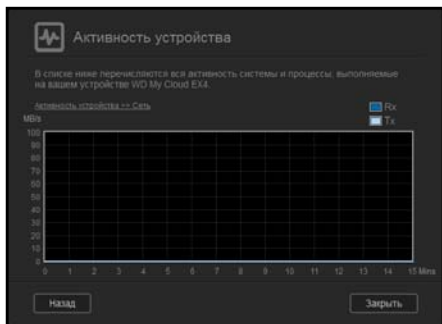 Активность устройства
В списке ниже перечисляются вся активность системы и процессы, выполняемые
на вашем устройстве WD My Cloud EX4.
Активность устройства >> Сеть
MB/s
Rx
Tx
100
90
80
70
60
50
40
30
20
10
0
0 1 2 3 4 5 6 7 8 9 10 11 12 13 14 15 Mins
Назад
Закрыть